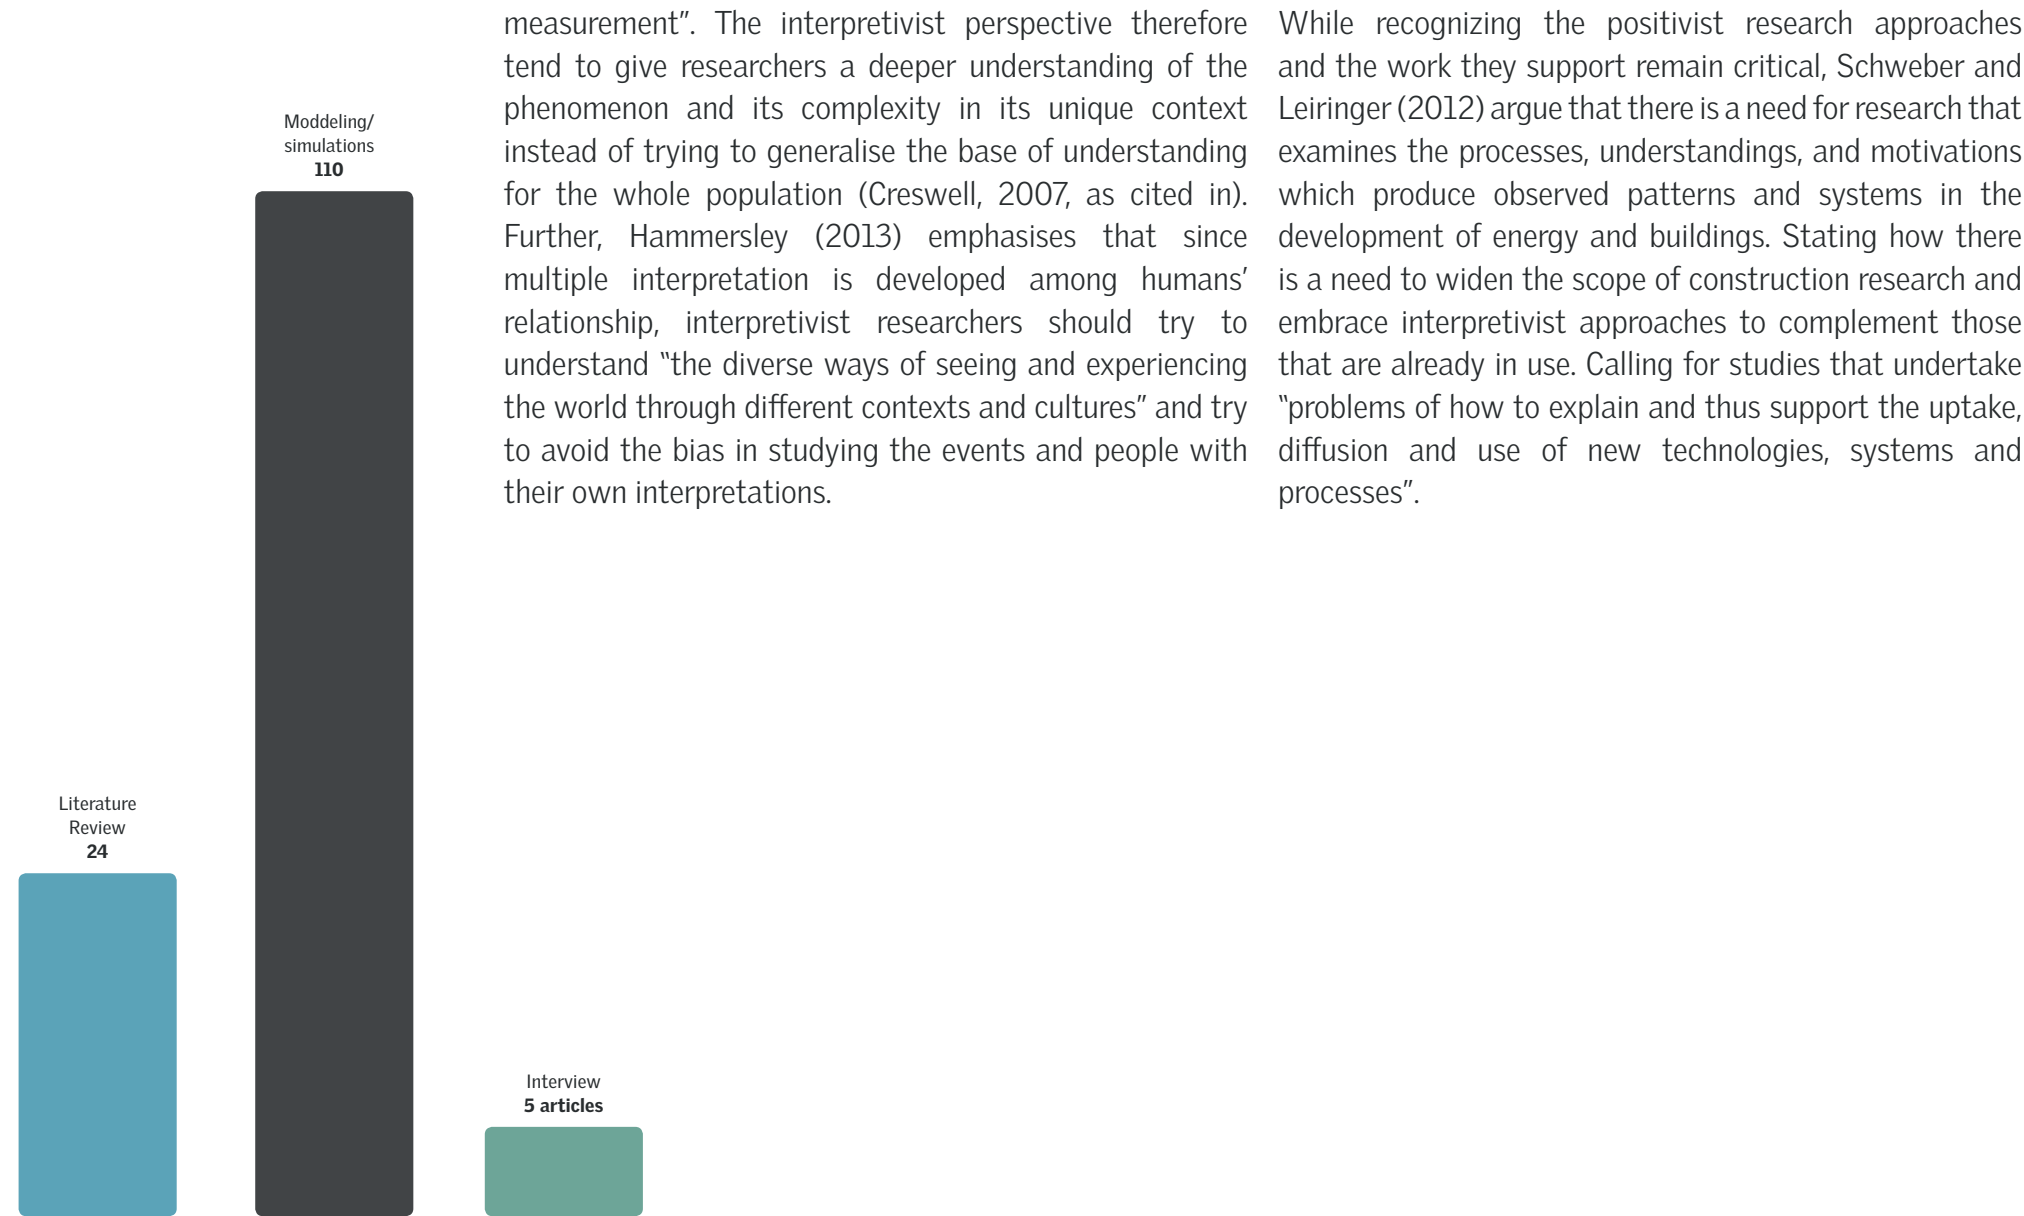 measurement”. The interpretivist perspective therefore
tend to give researchers a deeper understanding of the
phenomenon and its complexity in its unique context
instead of trying to generalise the base of understanding
for the whole population (Creswell, 2007, as cited in).
Further, Hammersley (2013) emphasises that since
multiple interpretation is developed among humans’
relationship, interpretivist researchers should try to
understand “the diverse ways of seeing and experiencing
the world through different contexts and cultures” and try
to avoid the bias in studying the events and people with
their own interpretations.
While recognizing the positivist research approaches
and the work they support remain critical, Schweber and
Leiringer (2012) argue that there is a need for research that
examines the processes, understandings, and motivations
which produce observed patterns and systems in the
development of energy and buildings. Stating how there
is a need to widen the scope of construction research and
embrace interpretivist approaches to complement those
that are already in use. Calling for studies that undertake
“problems of how to explain and thus support the uptake,
diffusion and use of new technologies, systems and
processes”.
Literature
Review
24
Moddeling/
simulations
110
Interview
5 articles